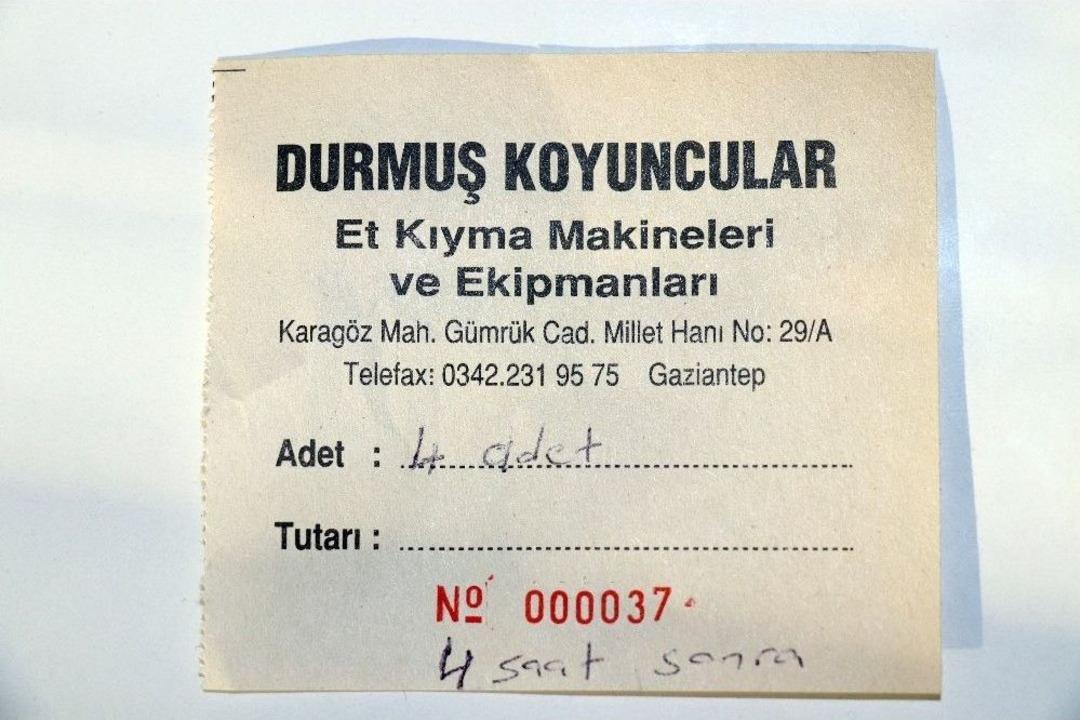 DURMUŞ KOYUNCULAR
Et Kıyma Makineleri
ve Ekipmanları
Karagöz Mah. Gümrük Cad. Millet Hanı No: 29/A
Telefax: 0342.231 95 75 Gaziantep
Adet : 4 adet
Tutarı :
Nº 000037
4 saat sonra